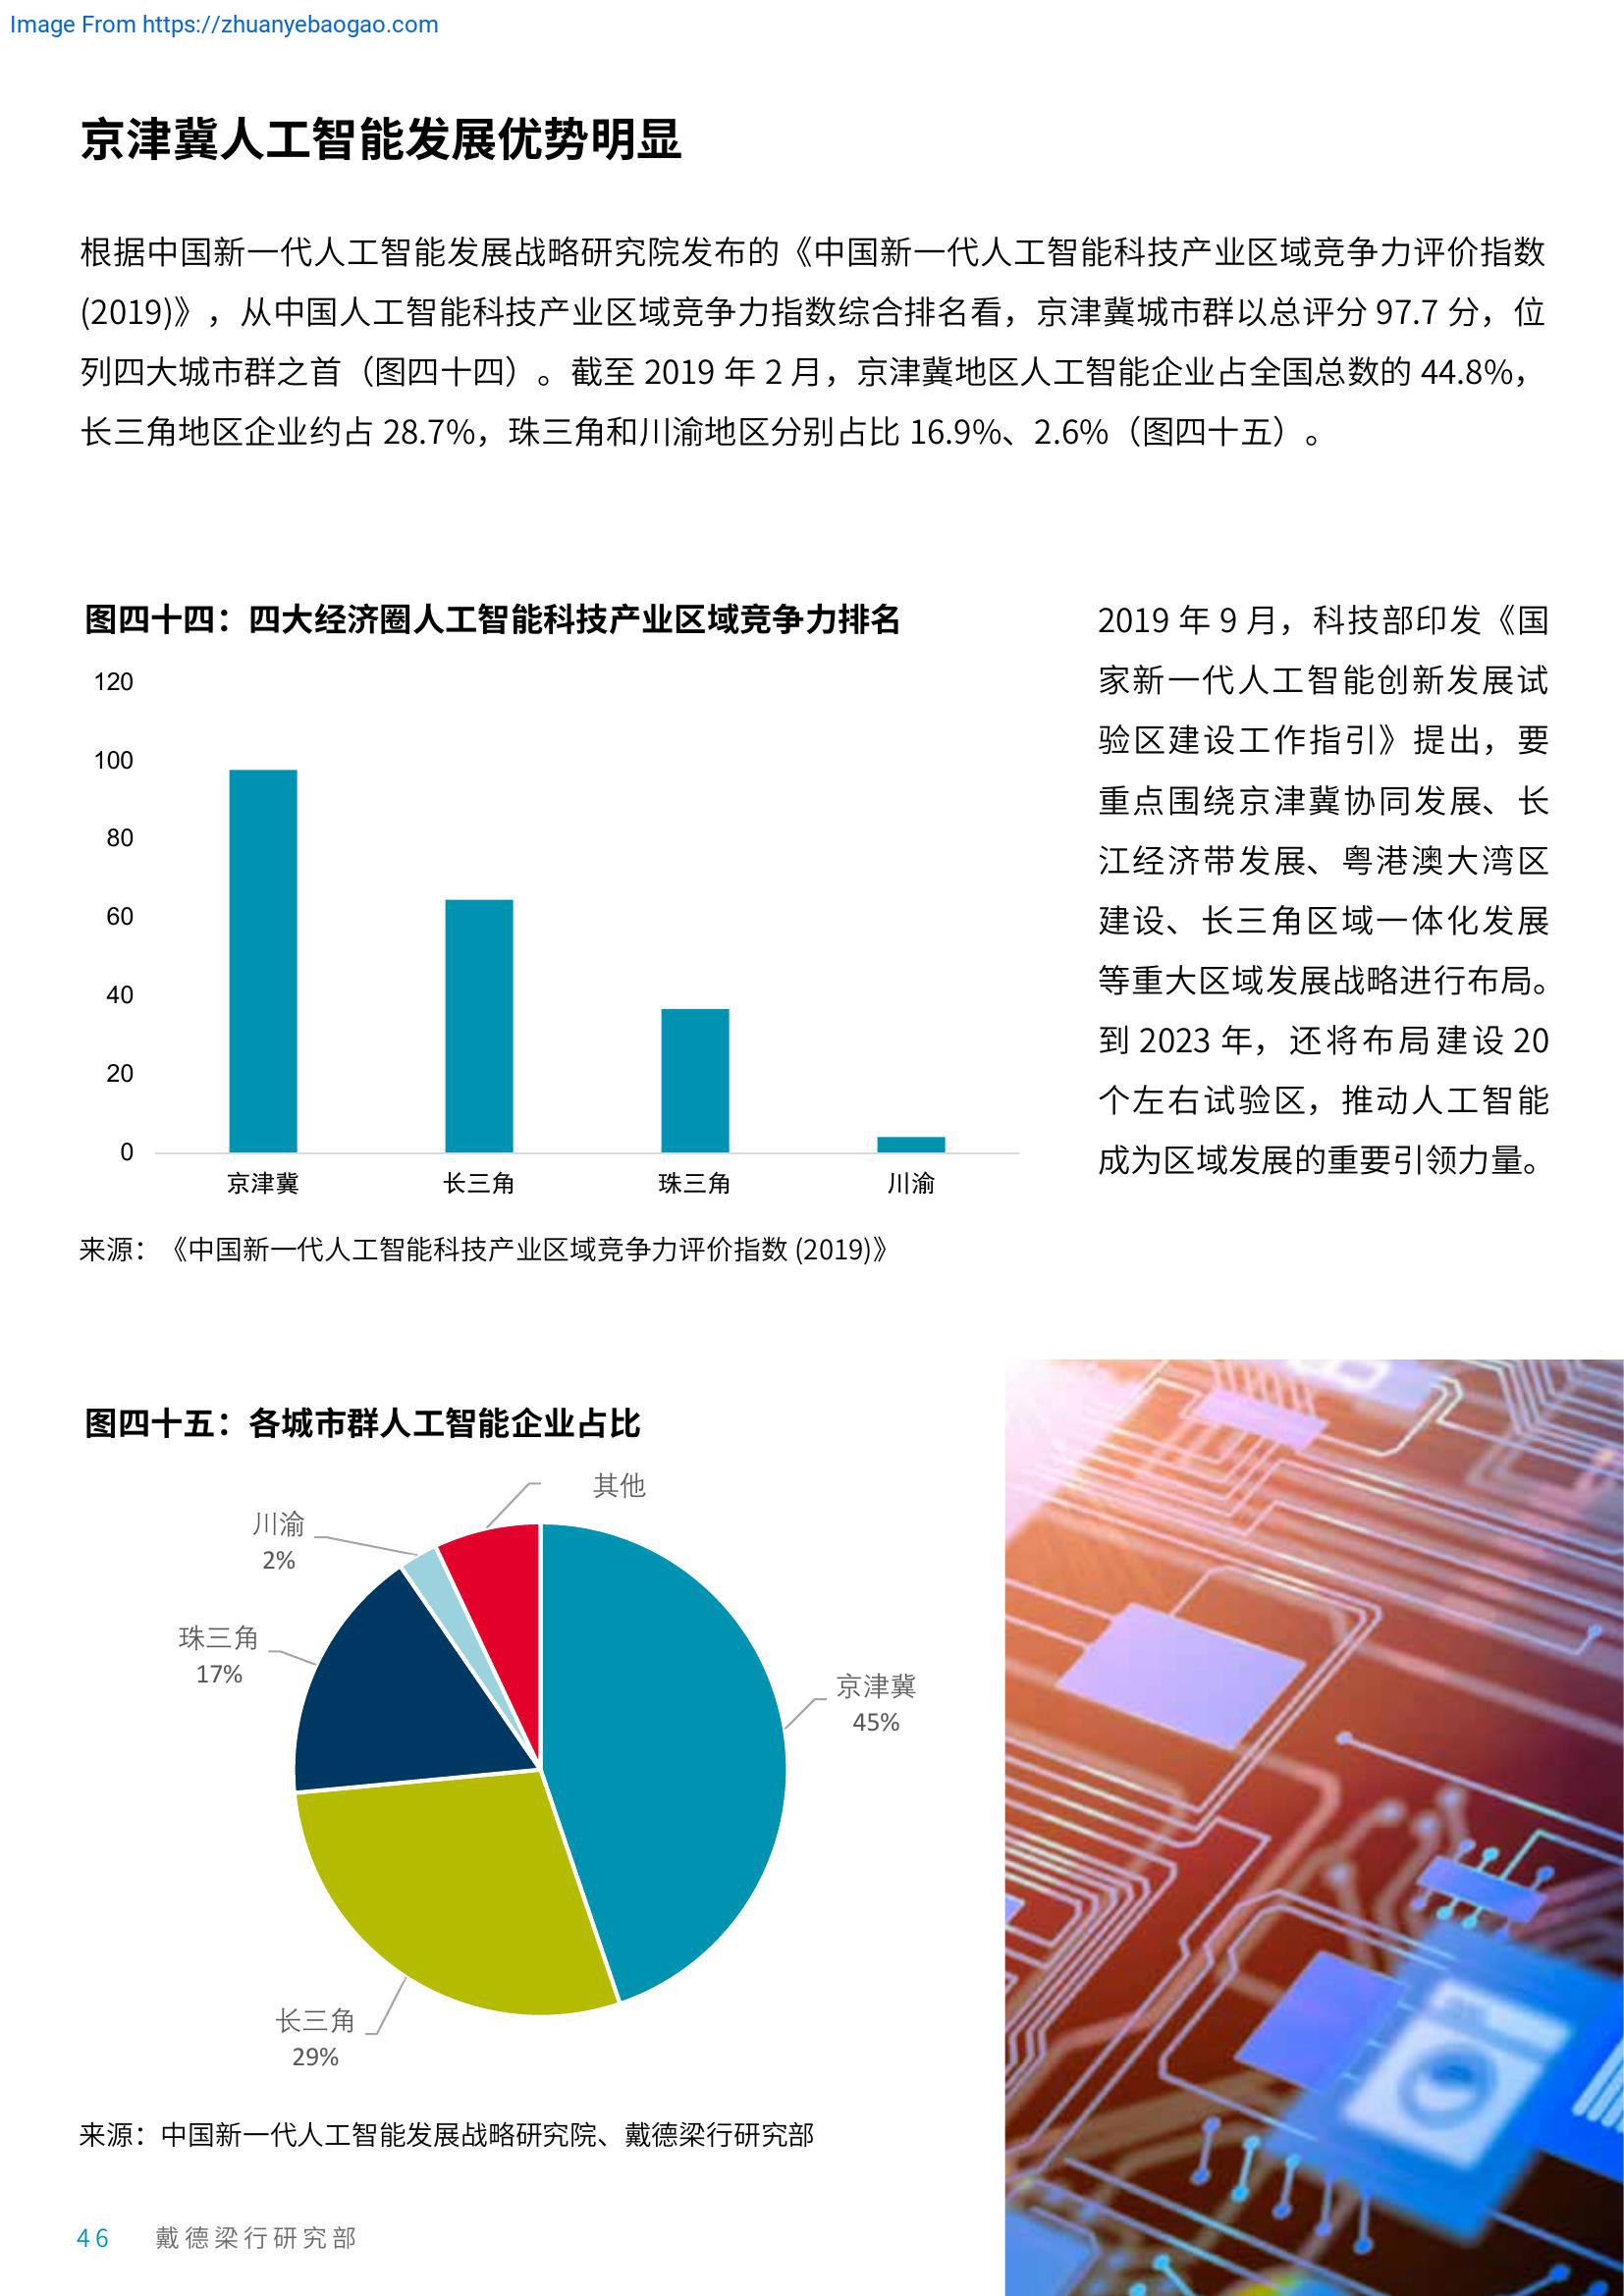 Image From https://zhuanyebaogao.com
京津冀人工智能发展优势明显
根据中国新一代人工智能发展战略研究院发布的《中国新一代人工智能科技产业区域竞争力评价指数
(2019)》，从中国人工智能科技产业区域竞争力指数综合排名看，京津冀城市群以总评分 97.7 分，位
列四大城市群之首（图四十四）。截至 2019 年 2 月，京津冀地区人工智能企业占全国总数的 44.8%，
长三角地区企业约占 28.7%，珠三角和川渝地区分别占比 16.9%、2.6%（图四十五）。
图四十四：四大经济圈人工智能科技产业区域竞争力排名
120
100
80
60
40
20
0
京津冀
长三角
珠三角
川渝
来源：《中国新一代人工智能科技产业区域竞争力评价指数 (2019)》
2019 年 9 月，科技部印发《国
家新一代人工智能创新发展试
验区建设工作指引》提出，要
重点围绕京津冀协同发展、长
江经济带发展、粤港澳大湾区
建设、长三角区域一体化发展
等重大区域发展战略进行布局。
到 2023 年，还将布局建设 20
个左右试验区，推动人工智能
成为区域发展的重要引领力量。
图四十五：各城市群人工智能企业占比
其他
川渝
2%
珠三角
17%
京津冀
45%
长三角
29%
来源：中国新一代人工智能发展战略研究院、戴德梁行研究部
46 戴德梁行研究部